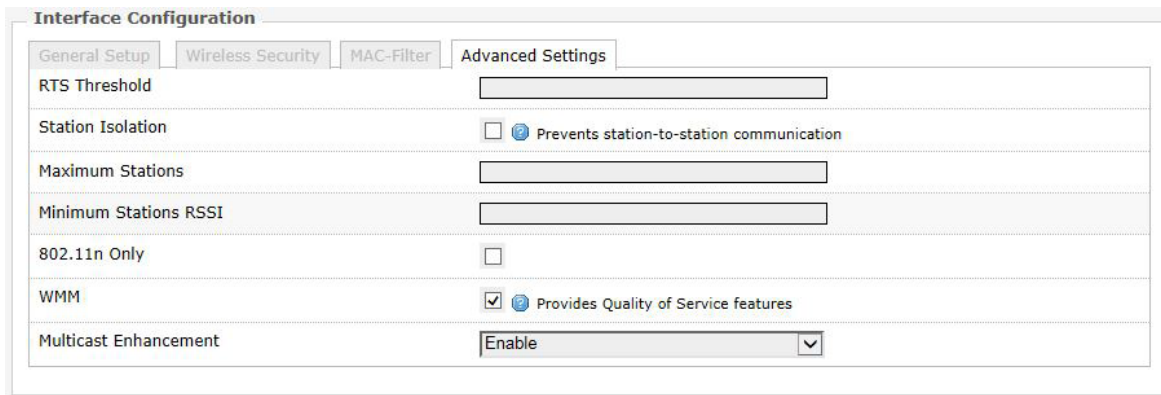 Interface Configuration
General Setup Wireless Security MAC-Filter Advanced Settings
RTS Threshold
Station Isolation Prevents station-to-station communication
Maximum Stations
Minimum Stations RSSI
802.11n Only
WMM Provides Quality of Service features
Multicast Enhancement Enable